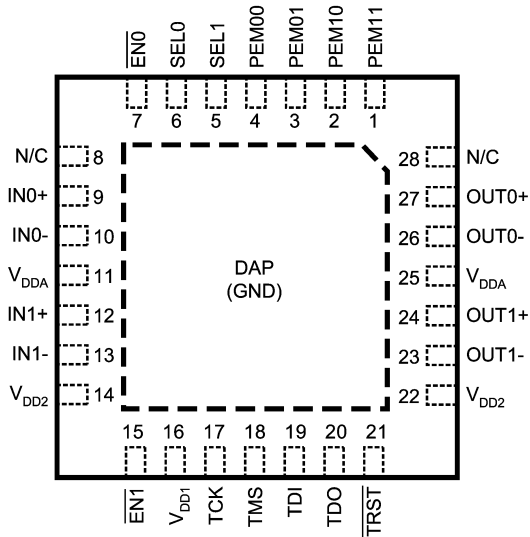 EN0 SEL0 SEL1 PEM00 PEM01 PEM10 PEM11
7 6 5 4 3 2 1
N/C 8 28 N/C
IN0+ 9 27 OUT0+
IN0- 10 26 OUT0-
DAP
(GND)
VDDA 11 25 VDDA
IN1+ 12 24 OUT1+
IN1- 13 23 OUT1-
VDD2 14 22 VDD2
15 16 17 18 19 20 21
EN1 VDD1 TCK TMS TDI TDO TRST